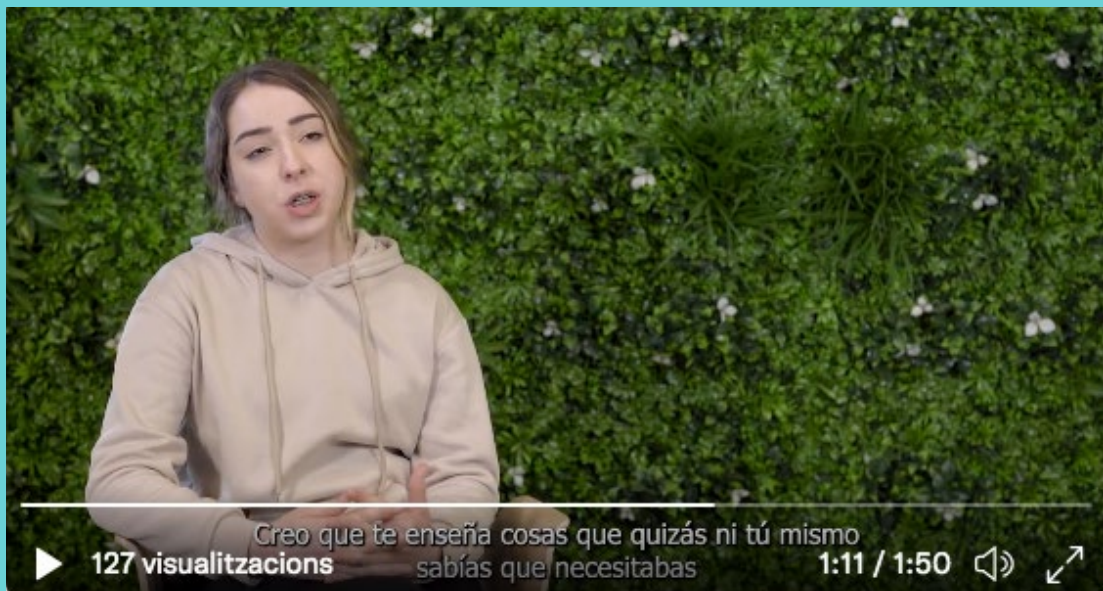 Creo que te enseña cosas que quizás ni tú mismo
sabías que necesitabas
127 visualitzacions
1:11 / 1:50